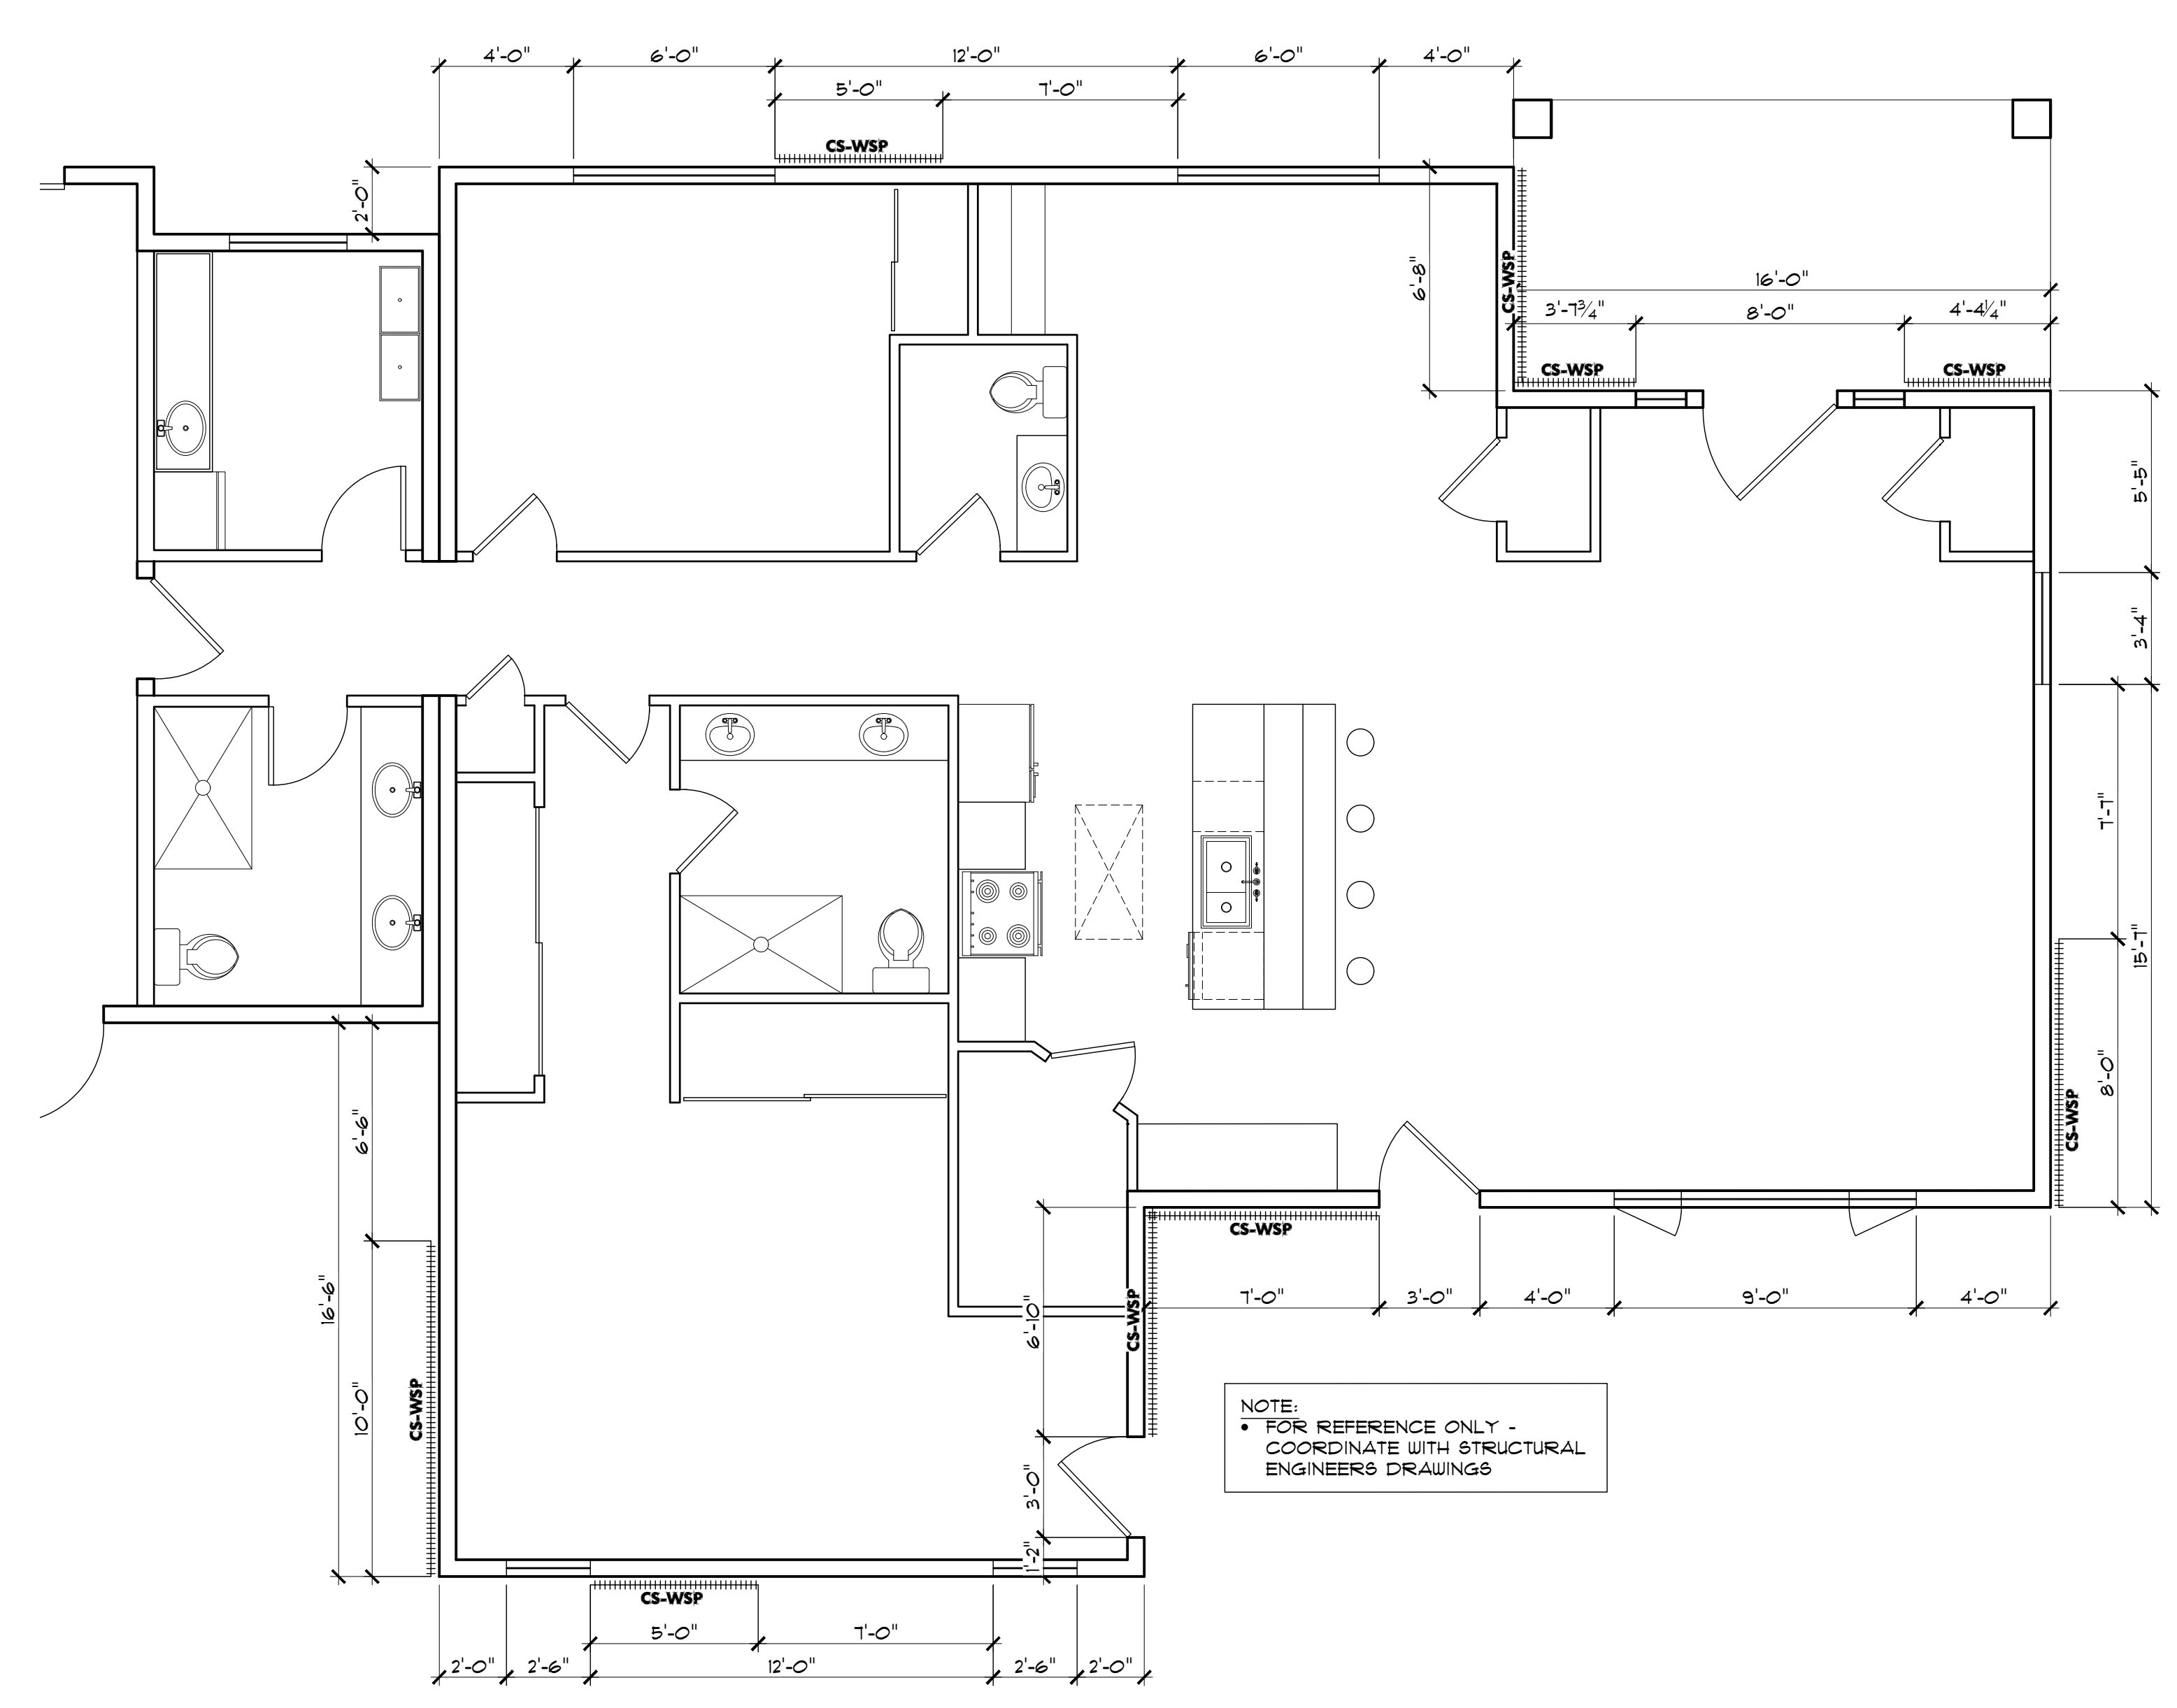 4'-0" 6'-0" 12'-0" 6'-0" 4'-0"
5'-0" 7'-0"
CS-WSP
2'-0"
6'-8"
CS-WSP
16'-0"
3'-7¾" 8'-0" 4'-4¼"
CS-WSP CS-WSP
5'-5"
3'-4"
7'-7"
15'-7"
8'-0"
CS-WSP
6'-6"
16'-6"
10'-0"
CS-WSP
CS-WSP
7'-0" 3'-0" 4'-0" 9'-0" 4'-0"
6'-10"
CS-WSP
3'-0"
1'-2"
NOTE:
• FOR REFERENCE ONLY -
COORDINATE WITH STRUCTURAL
ENGINEERS DRAWINGS
CS-WSP
5'-0" 7'-0"
2'-0" 2'-6" 12'-0" 2'-6" 2'-0"